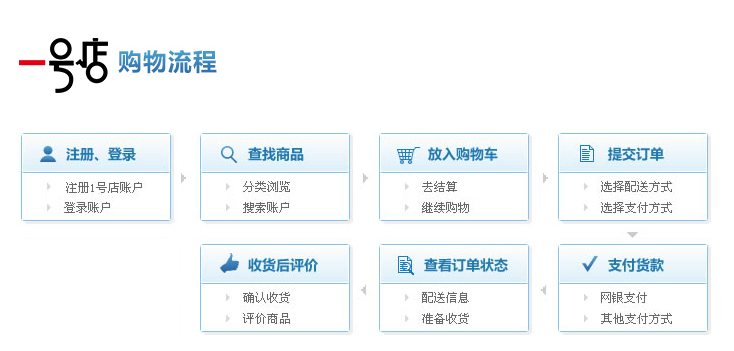 一号店 购物流程
注册、登录
注册1号店账户
登录账户
查找商品
分类浏览
搜索账户
放入购物车
去结算
继续购物
提交订单
选择配送方式
选择支付方式
支付货款
网银支付
其他支付方式
查看订单状态
配送信息
准备收货
收货后评价
确认收货
评价商品